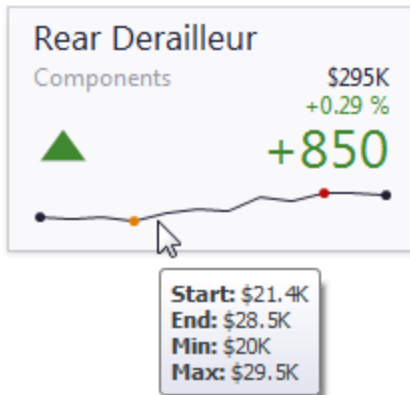 Rear Derailleur
Components
$295K
+0.29 %
+850
Start: $21.4K
End: $28.5K
Min: $20K
Max: $29.5K